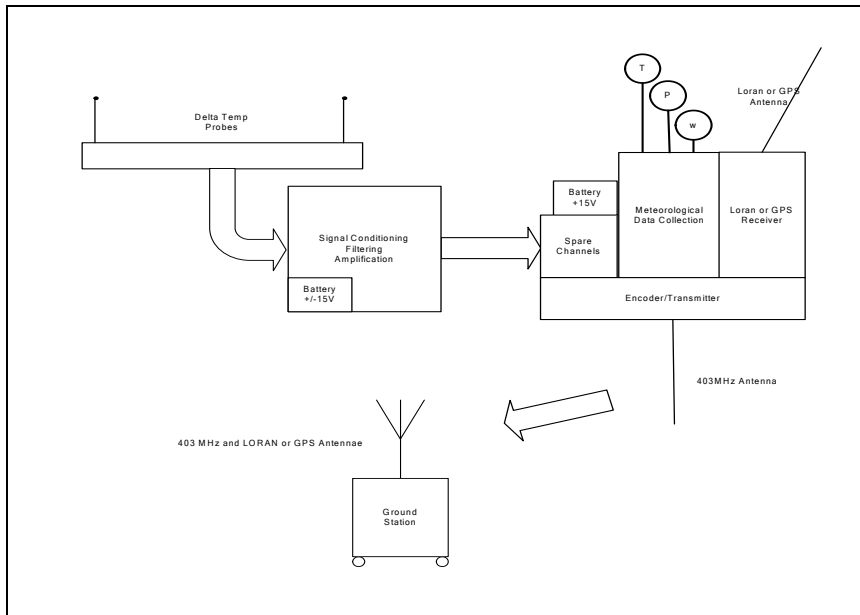 T
P
w
Loran or GPS
Antenna
Delta Temp
Probes
Battery
+15V
Meteorological
Data Collection
Loran or GPS
Receiver
Signal Conditioning
Filtering
Amplification
Spare
Channels
Battery
+/-15V
Encoder/Transmitter
403MHz Antenna
403 MHz and LORAN or GPS Antennae
Ground
Station